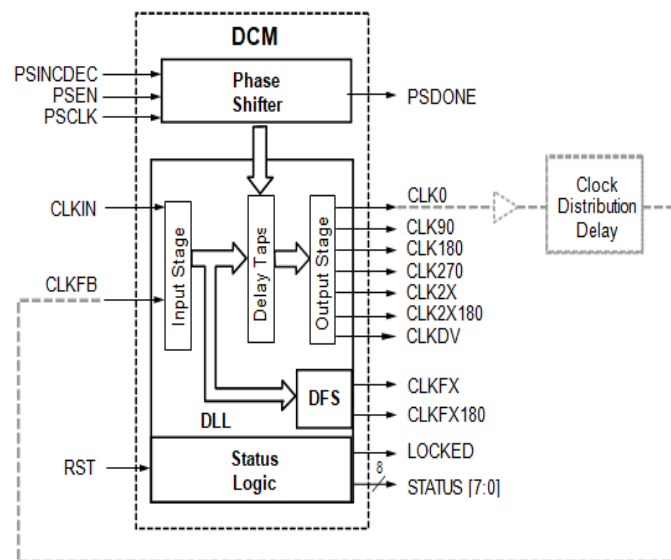 DCM
PSINCDEC
PSEN
PSCLK
Phase
Shifter
PSDONE
CLKIN
CLKFB
Input Stage
Delay Taps
Output Stage
CLK0
CLK90
CLK180
CLK270
CLK2X
CLK2X180
CLKDV
Clock
Distribution
Delay
DFS
CLKFX
CLKFX180
DLL
RST
Status
Logic
LOCKED
8
STATUS [7:0]